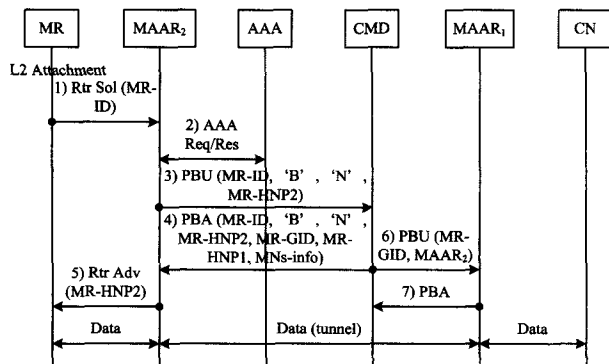 MR
MAAR₂
AAA
CMD
MAAR₁
CN
L2 Attachment
1) Rtr Sol (MR-
ID)
2) AAA
Req/Res
3) PBU (MR-ID, ‘B’, ‘N’,
MR-HNP2)
4) PBA (MR-ID, ‘B’, ‘N’,
MR-HNP2, MR-GID, MR-
HNP1, MNs-info)
6) PBU (MR-
GID, MAAR₂)
5) Rtr Adv
(MR-HNP2)
7) PBA
Data
Data (tunnel)
Data